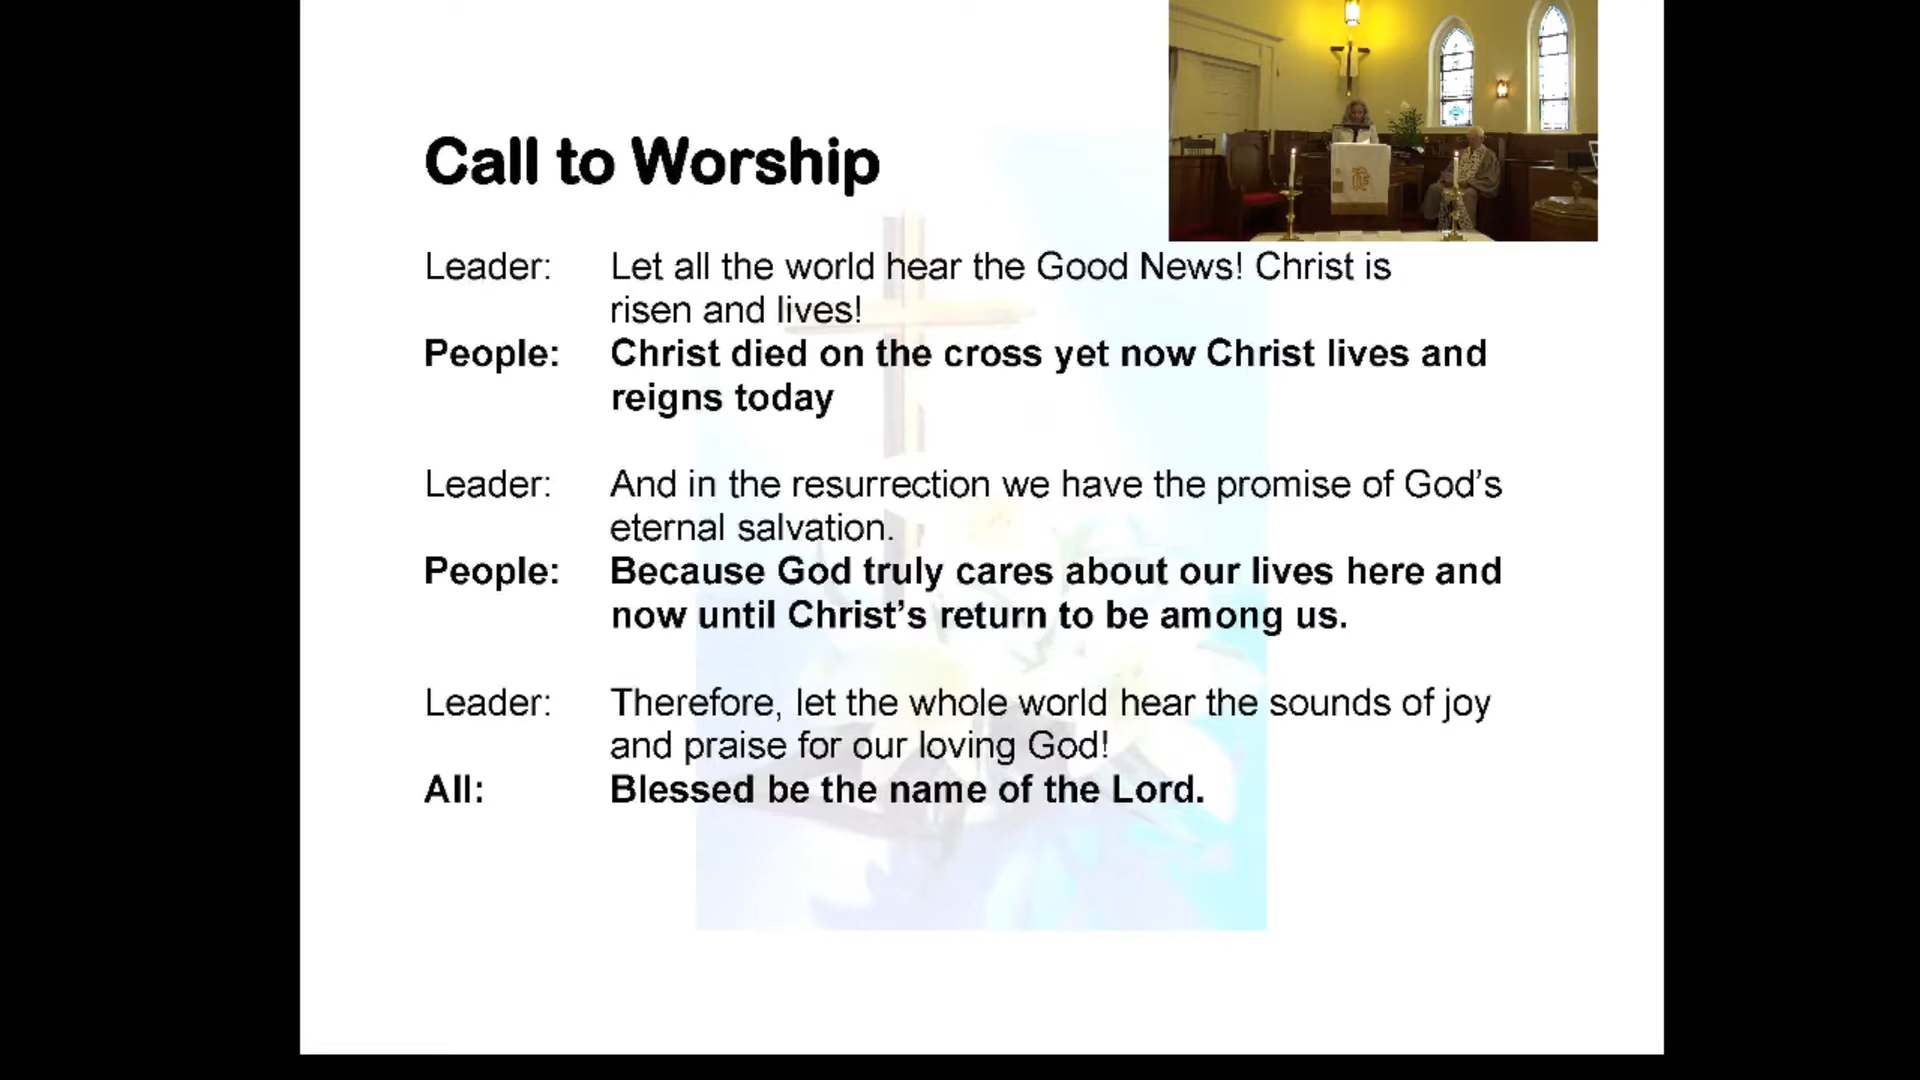 Call to Worship
Leader: Let all the world hear the Good News! Christ is
risen and lives!
People: Christ died on the cross yet now Christ lives and
reigns today
Leader: And in the resurrection we have the promise of God’s
eternal salvation.
People: Because God truly cares about our lives here and
now until Christ’s return to be among us.
Leader: Therefore, let the whole world hear the sounds of joy
and praise for our loving God!
All: Blessed be the name of the Lord.